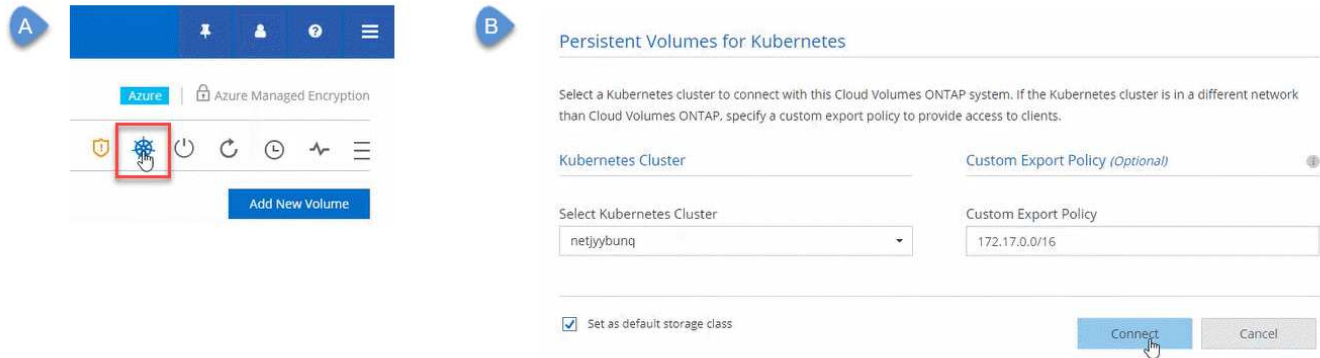 A
Azure
Azure Managed Encryption
Add New Volume
B
Persistent Volumes for Kubernetes
Select a Kubernetes cluster to connect with this Cloud Volumes ONTAP system. If the Kubernetes cluster is in a different network
than Cloud Volumes ONTAP, specify a custom export policy to provide access to clients.
Kubernetes Cluster
Custom Export Policy (Optional)
Select Kubernetes Cluster
Custom Export Policy
netjyybunq
172.17.0.0/16
Set as default storage class
Connect
Cancel